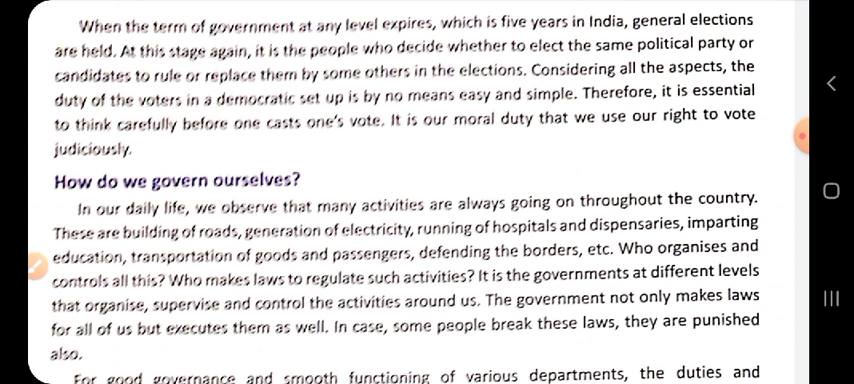 When the term of government at any level expires, which is five years in India, general elections
are held. At this stage again, it is the people who decide whether to elect the same political party or
candidates to rule or replace them by some others in the elections. Considering all the aspects, the
duty of the voters in a democratic set up is by no means easy and simple. Therefore, it is essential
to think carefully before one casts one's vote. It is our moral duty that we use our right to vote
judiciously.
How do we govern ourselves?
In our daily life, we observe that many activities are always going on throughout the country.
These are building of roads, generation of electricity, running of hospitals and dispensaries, imparting
education, transportation of goods and passengers, defending the borders, etc. Who organises and
controls all this? Who makes laws to regulate such activities? It is the governments at different levels
that organise, supervise and control the activities around us. The government not only makes laws
for all of us but executes them as well. In case, some people break these laws, they are punished
also.
For good governance and smooth functioning of various departments, the duties and